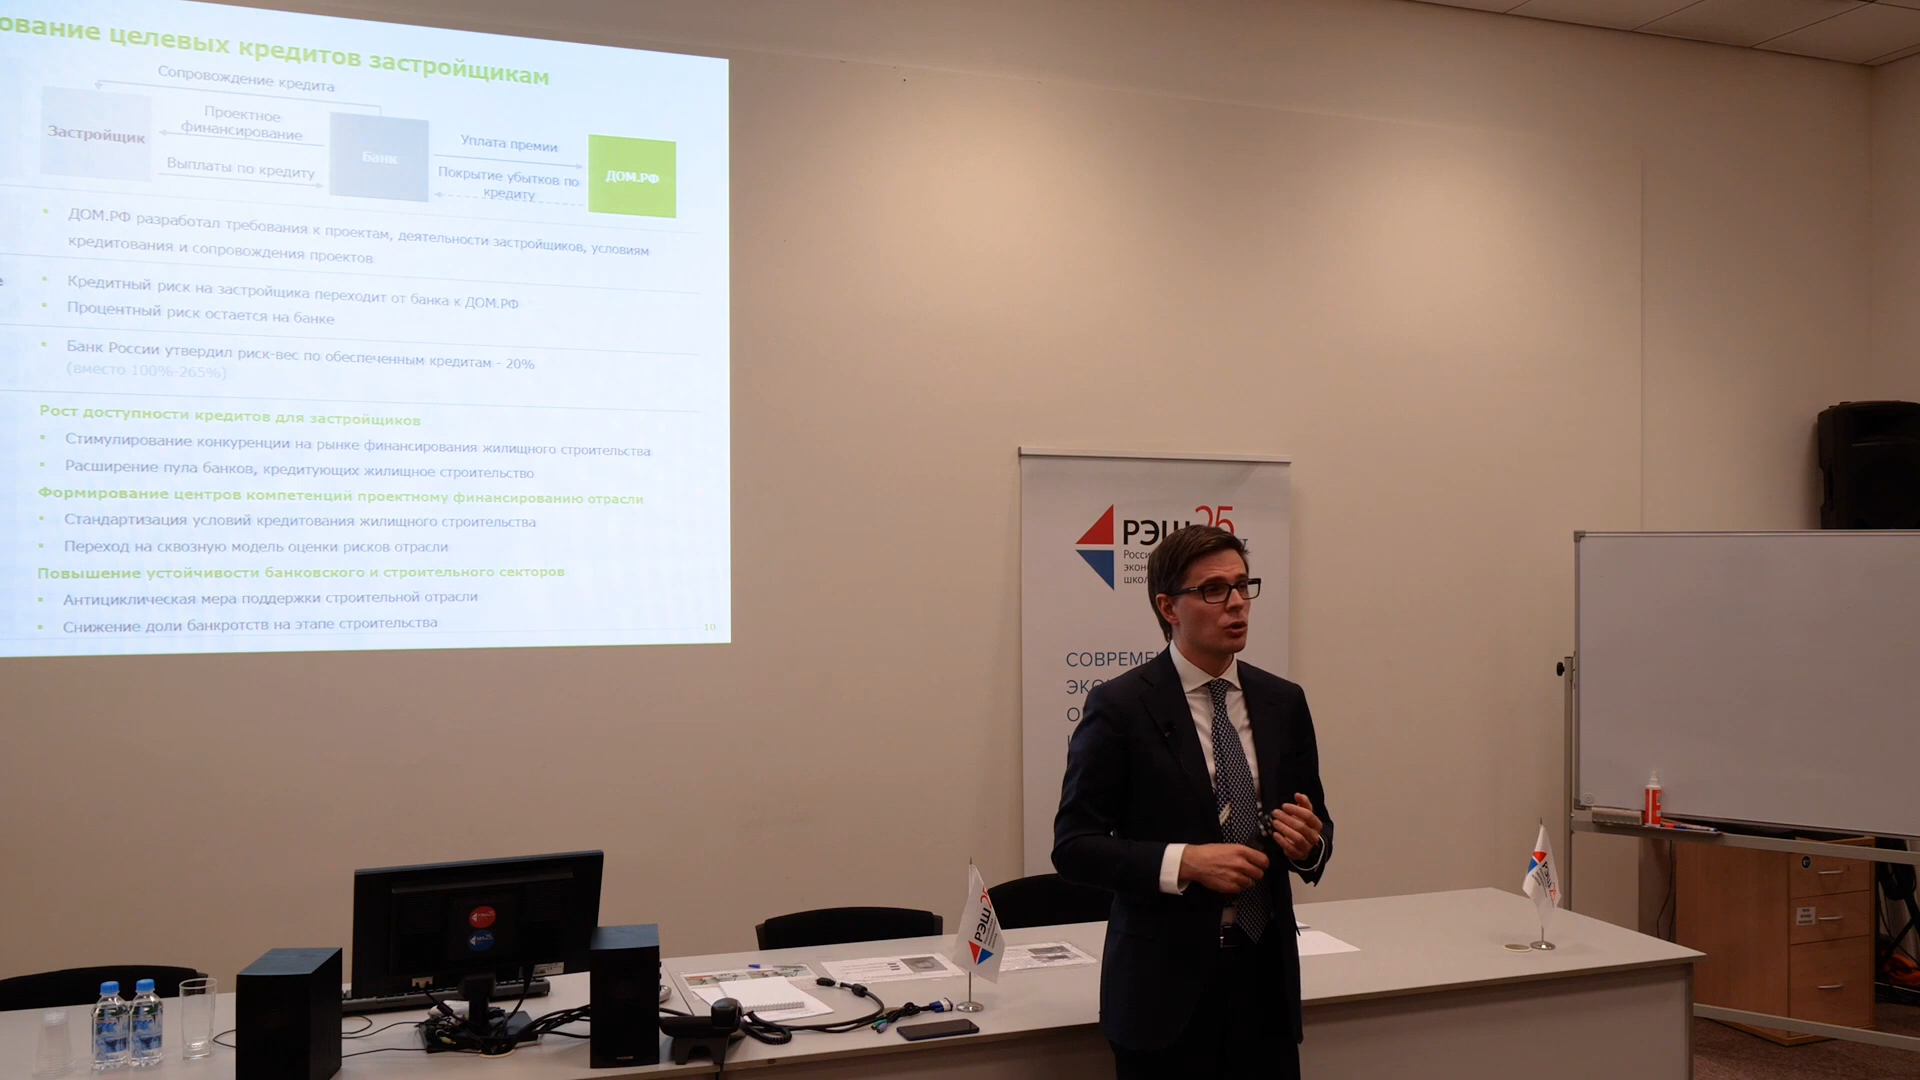 ование целевых кредитов застройщикам
Сопровождение кредита
Застройщик
Проектное
финансирование
Выплаты по кредиту
Банк
Уплата премии
Покрытие убытков по
кредиту
ДОМ.РФ
ДОМ.РФ разработал требования к проектам, деятельности застройщиков, условиям
кредитования и сопровождения проектов
е
Кредитный риск на застройщика переходит от банка к ДОМ.РФ
Процентный риск остается на банке
Банк России утвердил риск-вес по обеспеченным кредитам - 20%
(вместо 100%-265%)
Рост доступности кредитов для застройщиков
Стимулирование конкуренции на рынке финансирования жилищного строительства
Расширение пула банков, кредитующих жилищное строительство
Формирование центров компетенций проектному финансированию отрасли
Стандартизация условий кредитования жилищного строительства
Переход на сквозную модель оценки рисков отрасли
Повышение устойчивости банковского и строительного секторов
Антициклическая мера поддержки строительной отрасли
Снижение доли банкротств на этапе строительства
10
РЭШ 25
Росси
экон
школ
СОВРЕМЕ
ЭКО
О
РЭШ
РЭШ